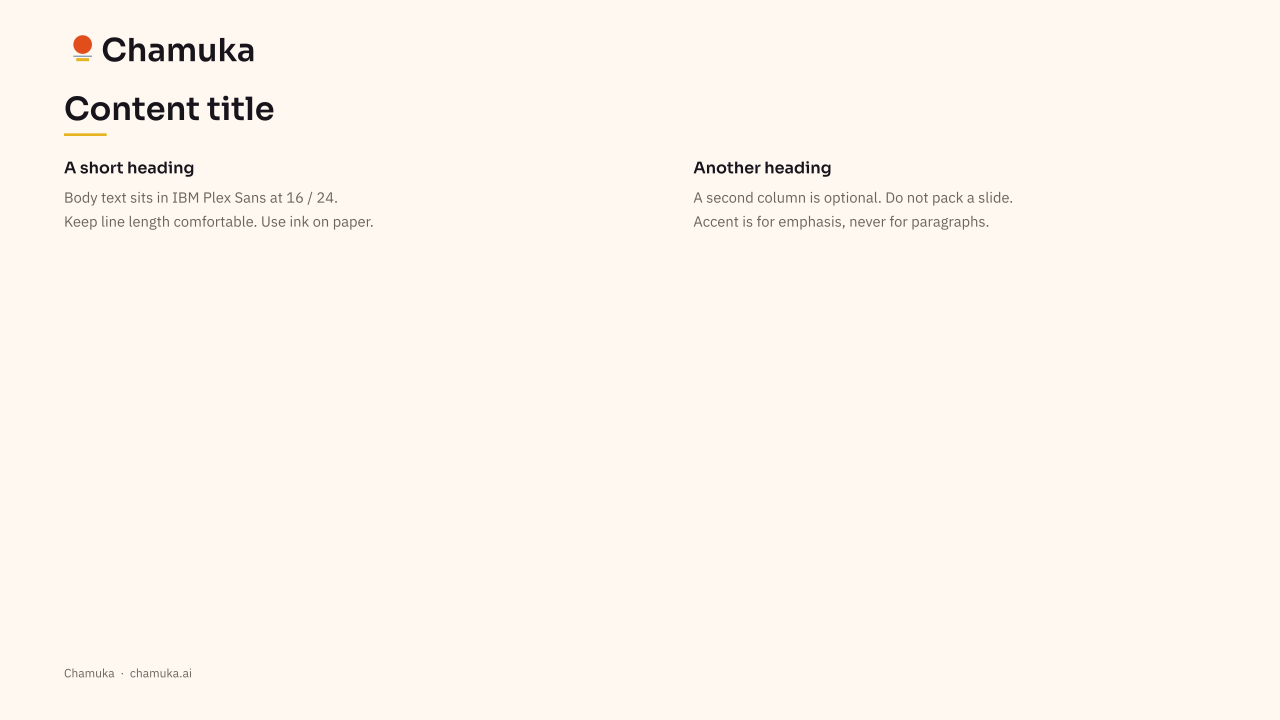 Chamuka
Content title
A short heading
Body text sits in IBM Plex Sans at 16 / 24.
Keep line length comfortable. Use ink on paper.
Another heading
A second column is optional. Do not pack a slide.
Accent is for emphasis, never for paragraphs.
Chamuka · chamuka.ai